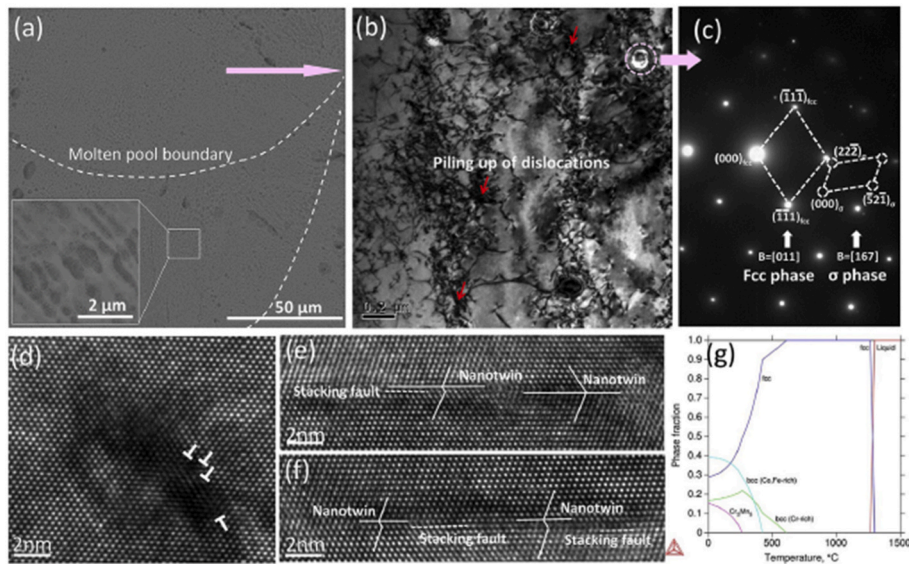 (a)
Molten pool boundary
2 μm
50 μm
(b)
Piling up of dislocations
0.2 μm
(c)
(1̅11̅)fcc
(000)fcc
(222̅)σ
(000)σ
(5̅21̅)σ
(1̅11)fcc
B=[011]
B=[167]
Fcc phase
σ phase
(d)
2nm
(e)
Nanotwin
Nanotwin
Stacking fault
2nm
(f)
Nanotwin
Nanotwin
Stacking fault
Stacking fault
2nm
(g)
1.0
0.9
0.8
0.7
0.6
0.5
0.4
0.3
0.2
0.1
0
Phase fraction
fcc
Liquid
fcc
bcc (Co,Fe-rich)
bcc (Cr-rich)
Cr3Mn5
0
500
1000
1500
Temperature, °C